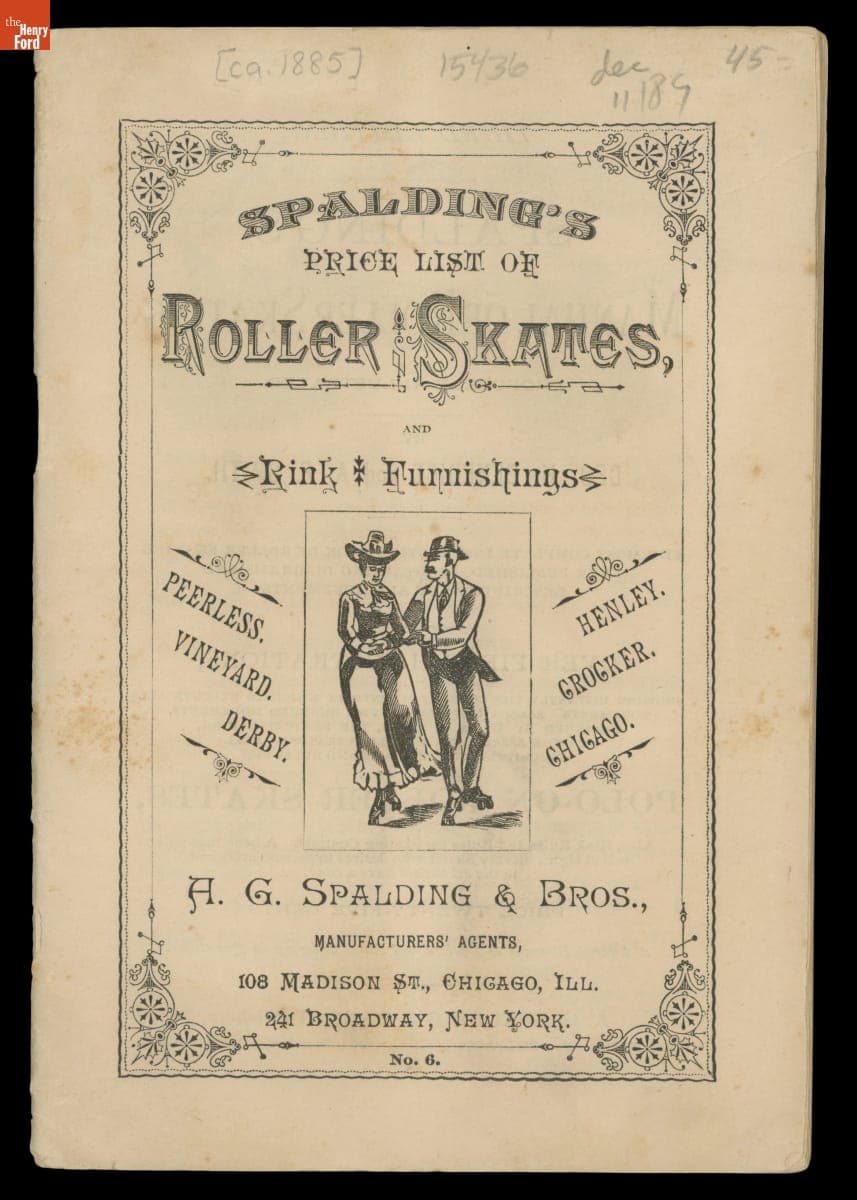 the
Henry
Ford
[ca. 1885] 15436 dec 45-
11/89
SPALDING'S
PRICE LIST OF
ROLLER SKATES,
AND
Rink Furnishings
PEERLESS.
VINEYARD.
DERBY.
HENLEY.
CROCKER.
CHICAGO.
A. G. SPALDING & BROS.,
MANUFACTURERS' AGENTS,
108 MADISON ST., CHICAGO, ILL.
241 BROADWAY, NEW YORK.
No. 6.